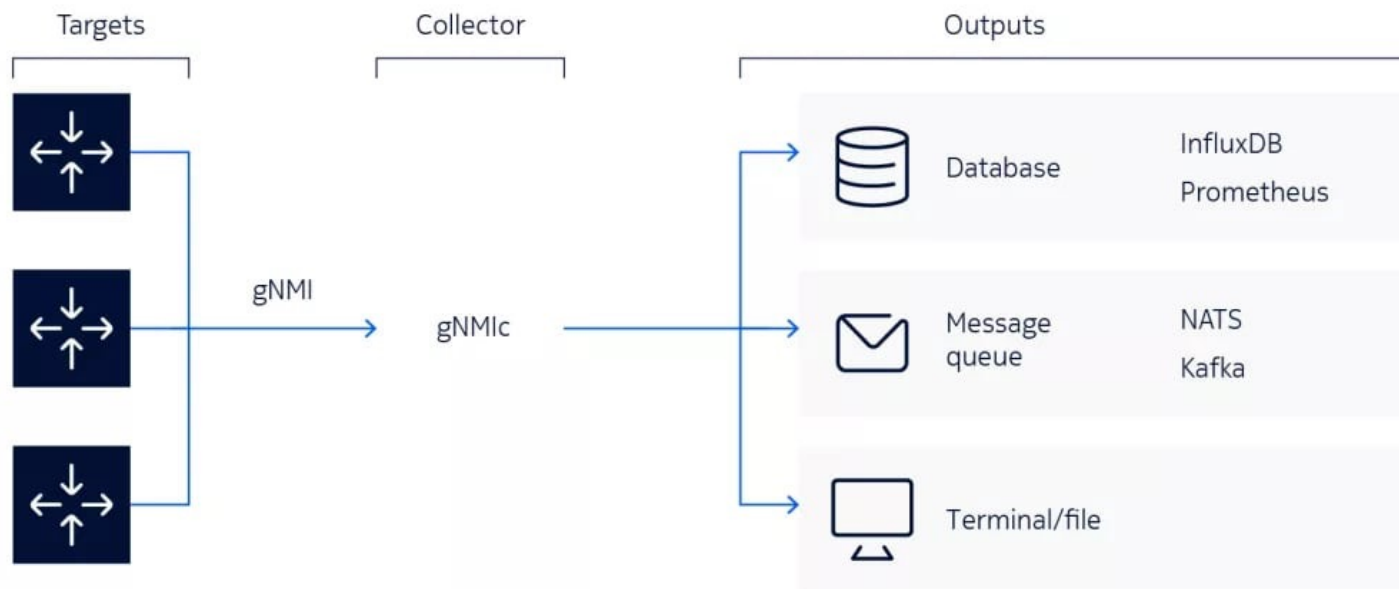 Targets
Collector
Outputs
gNMI
gNMIc
Database
InfluxDB
Prometheus
Message
queue
NATS
Kafka
Terminal/file